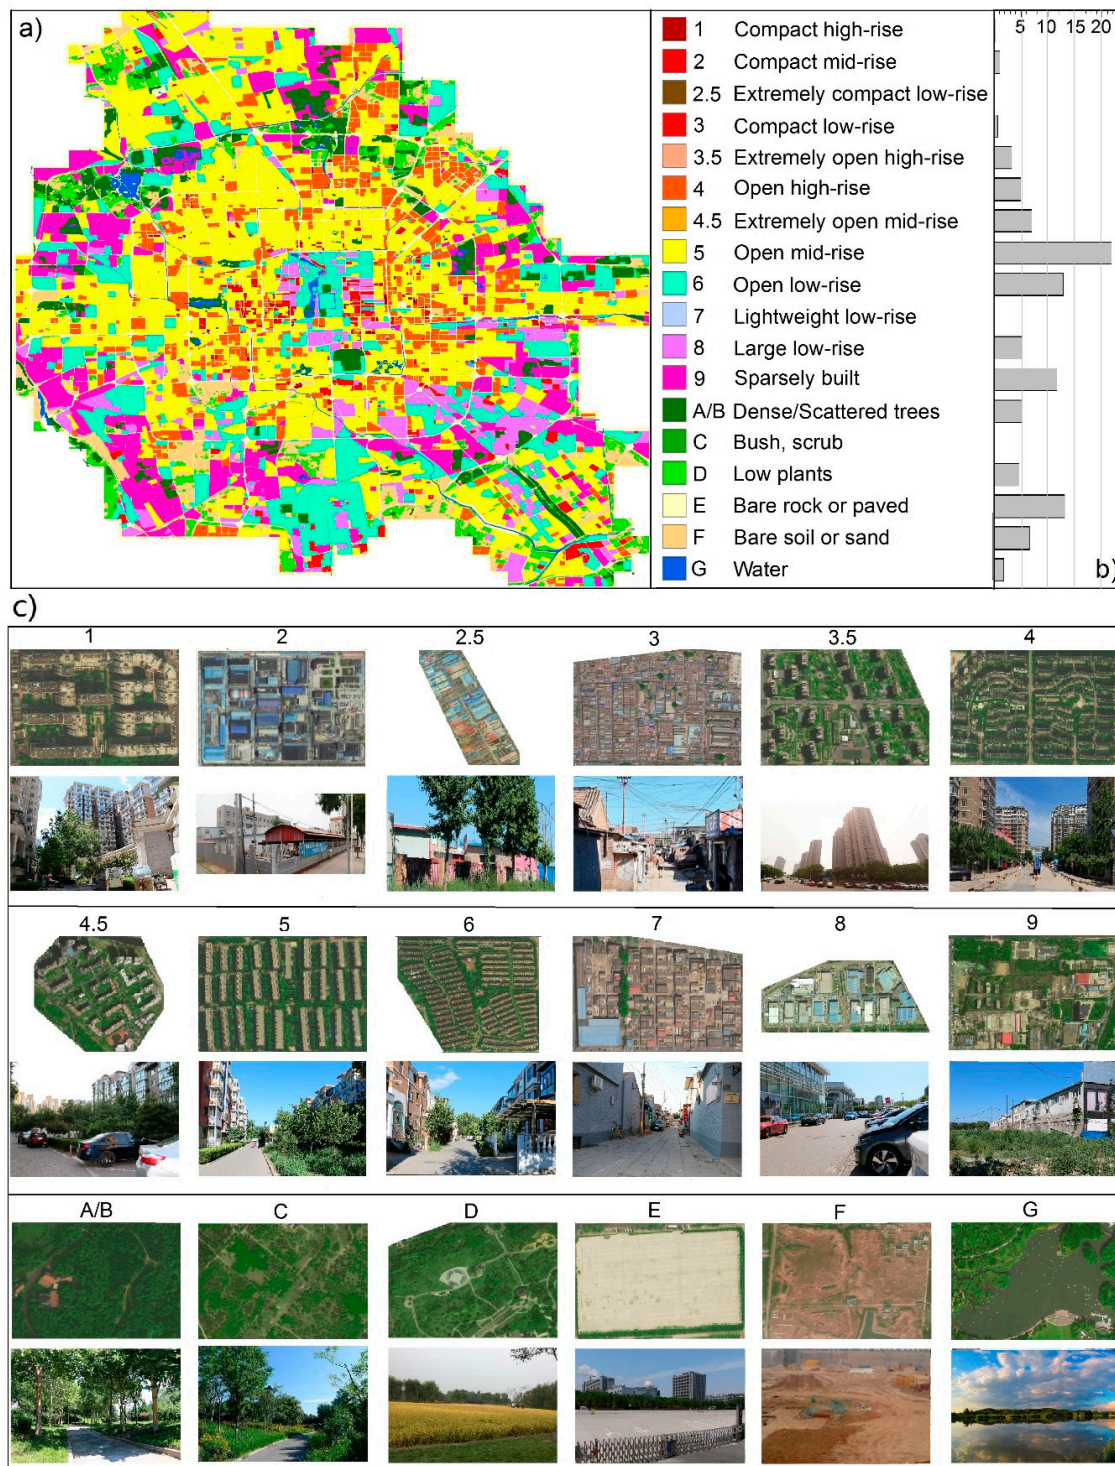 a)
1 Compact high-rise
2 Compact mid-rise
2.5 Extremely compact low-rise
3 Compact low-rise
3.5 Extremely open high-rise
4 Open high-rise
4.5 Extremely open mid-rise
5 Open mid-rise
6 Open low-rise
7 Lightweight low-rise
8 Large low-rise
9 Sparsely built
A/B Dense/Scattered trees
C Bush, scrub
D Low plants
E Bare rock or paved
F Bare soil or sand
G Water
5 10 15 20
b)
c)
1 2 2.5 3 3.5 4
4.5 5 6 7 8 9
A/B C D E F G